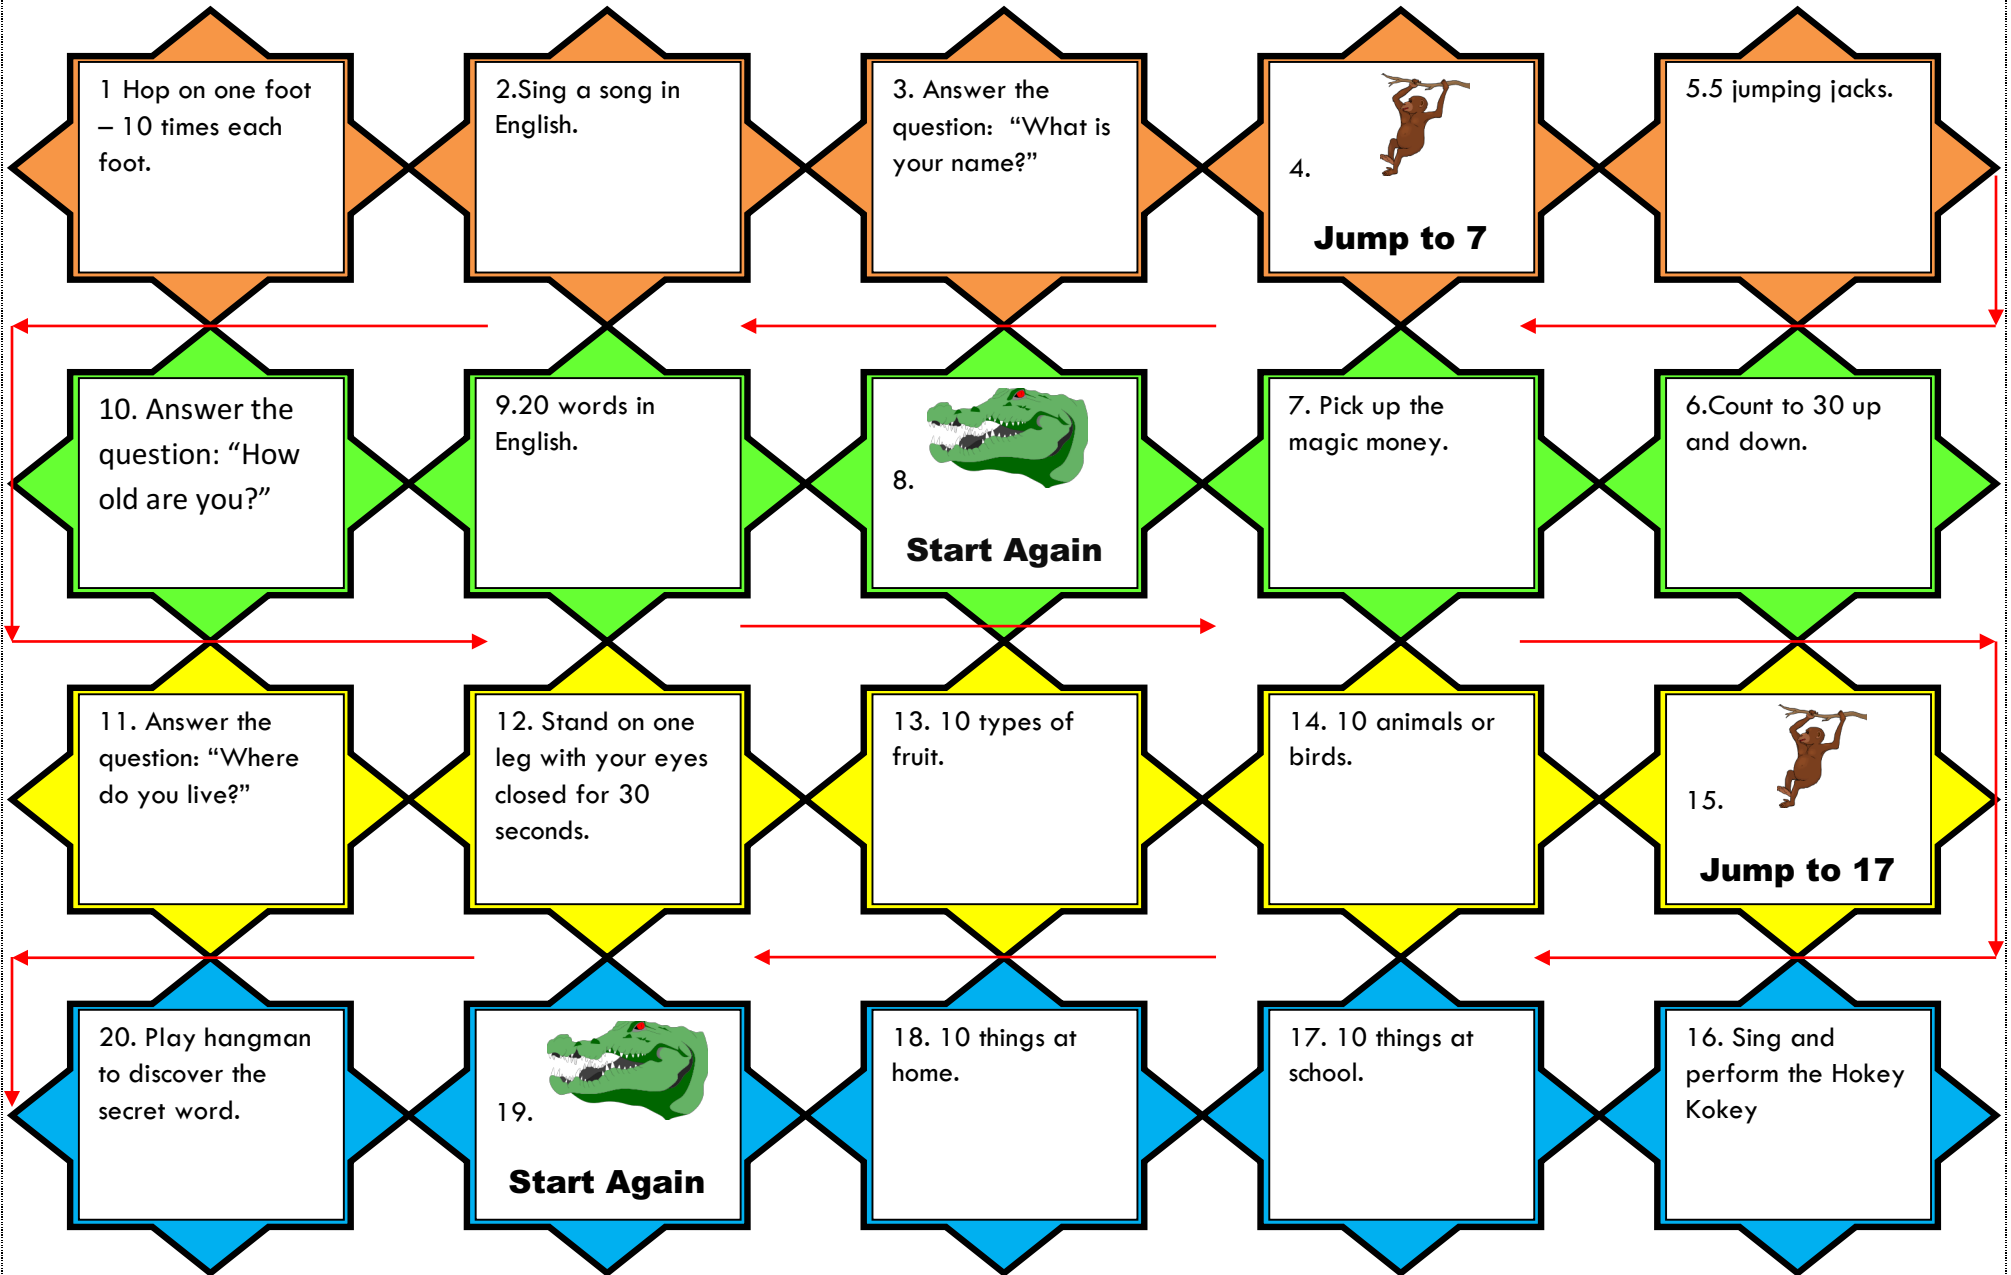 1 Hop on one foot
– 10 times each
foot.
2.Sing a song in
English.
3. Answer the
question:  “What is
your name?”
4.
Jump to 7
5.5 jumping jacks.
10. Answer the
question: “How
old are you?”
9.20 words in
English.
8.
Start Again
7. Pick up the
magic money.
6.Count to 30 up
and down.
11. Answer the
question: “Where
do you live?”
12. Stand on one
leg with your eyes
closed for 30
seconds.
13. 10 types of
fruit.
14. 10 animals or
birds.
15.
Jump to 17
20. Play hangman
to discover the
secret word.
19.
Start Again
18. 10 things at
home.
17. 10 things at
school.
16. Sing and
perform the Hokey
Kokey